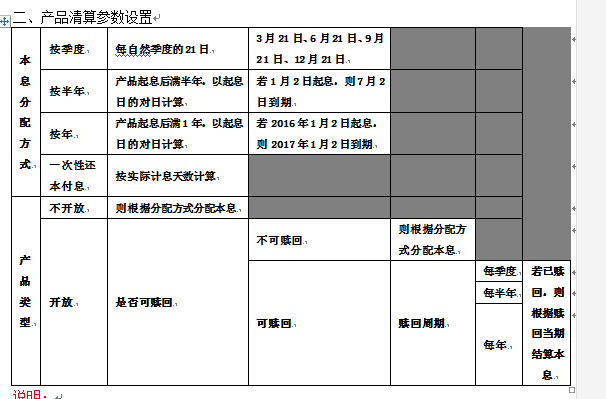 二、产品清算参数设置
本
息
分
配
方
式
按季度
每自然季度的21日
3月21日、6月21日、9月
21日、12月21日
按半年
产品起息后满半年，以起息
日的对日计算
若1月2日起息，则7月2
日到期
按年
产品起息后满1年，以起息
日的对日计算
若2016年1月2日起息，
则2017年1月2日到期
一次性还
本付息
按实际计息天数计算
产
品
类
型
不开放
则根据分配方式分配本息
开放
是否可赎回
不可赎回
则根据分配方
式分配本息
可赎回
赎回周期
每季度
每半年
每年
若已赎
回，则
根据赎
回当期
结算本
息
说明：